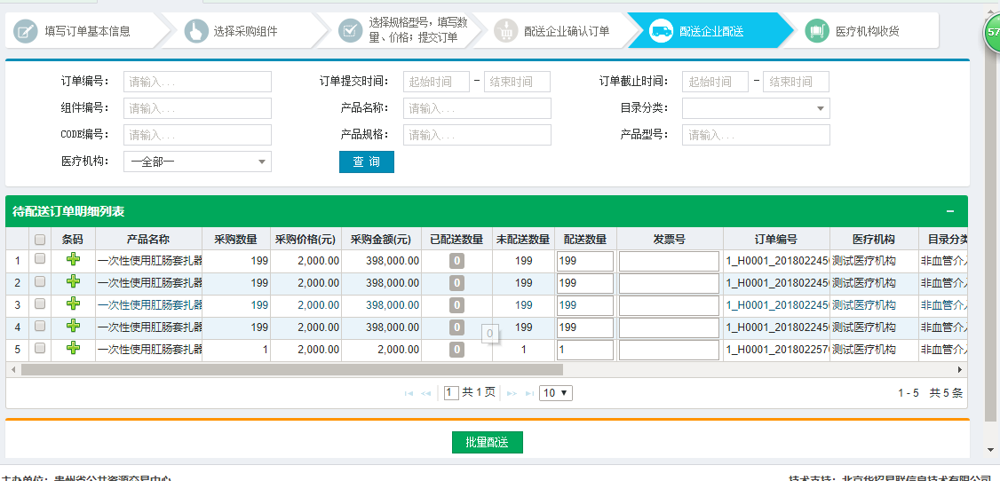 填写订单基本信息
选择采购组件
选择规格型号，填写数
量、价格；提交订单
配送企业确认订单
配送企业配送
医疗机构收货
57
订单编号： 请输入... 订单提交时间： 起始时间 - 结束时间 订单截止时间： 起始时间 - 结束时间
组件编号： 请输入... 产品名称： 请输入... 目录分类：
CODE编号： 请输入... 产品规格： 请输入... 产品型号： 请输入...
医疗机构： —全部— 查 询
待配送订单明细列表
条码 产品名称 采购数量 采购价格(元) 采购金额(元) 已配送数量 未配送数量 配送数量 发票号 订单编号 医疗机构 目录分类
1 一次性使用肛肠套扎器 199 2,000.00 398,000.00 0 199 199 1_H0001_201802245 测试医疗机构 非血管介入
2 一次性使用肛肠套扎器 199 2,000.00 398,000.00 0 199 199 1_H0001_201802245 测试医疗机构 非血管介入
3 一次性使用肛肠套扎器 199 2,000.00 398,000.00 0 199 199 1_H0001_201802245 测试医疗机构 非血管介入
4 一次性使用肛肠套扎器 199 2,000.00 398,000.00 0 199 199 1_H0001_201802245 测试医疗机构 非血管介入
0
5 一次性使用肛肠套扎器 1 2,000.00 2,000.00 0 1 1 1_H0001_201802257 测试医疗机构 非血管介入
1 共 1 页 10 1 - 5 共 5 条
批量配送
主办单位：贵州省公共资源交易中心 技术支持：北京华招易联信息技术有限公司